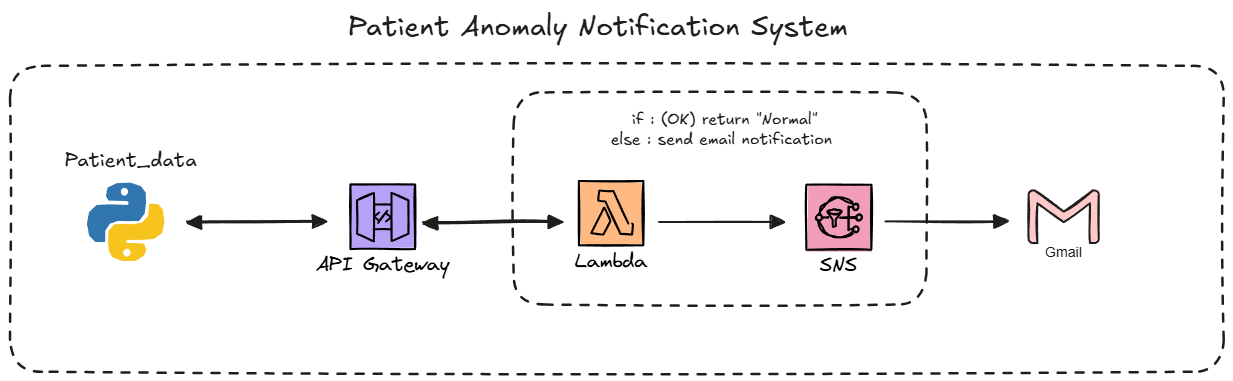 Patient Anomaly Notification System
if : (OK) return "Normal"
else : send email notification
Patient_data
</>
API Gateway
Lambda
SNS
Gmail